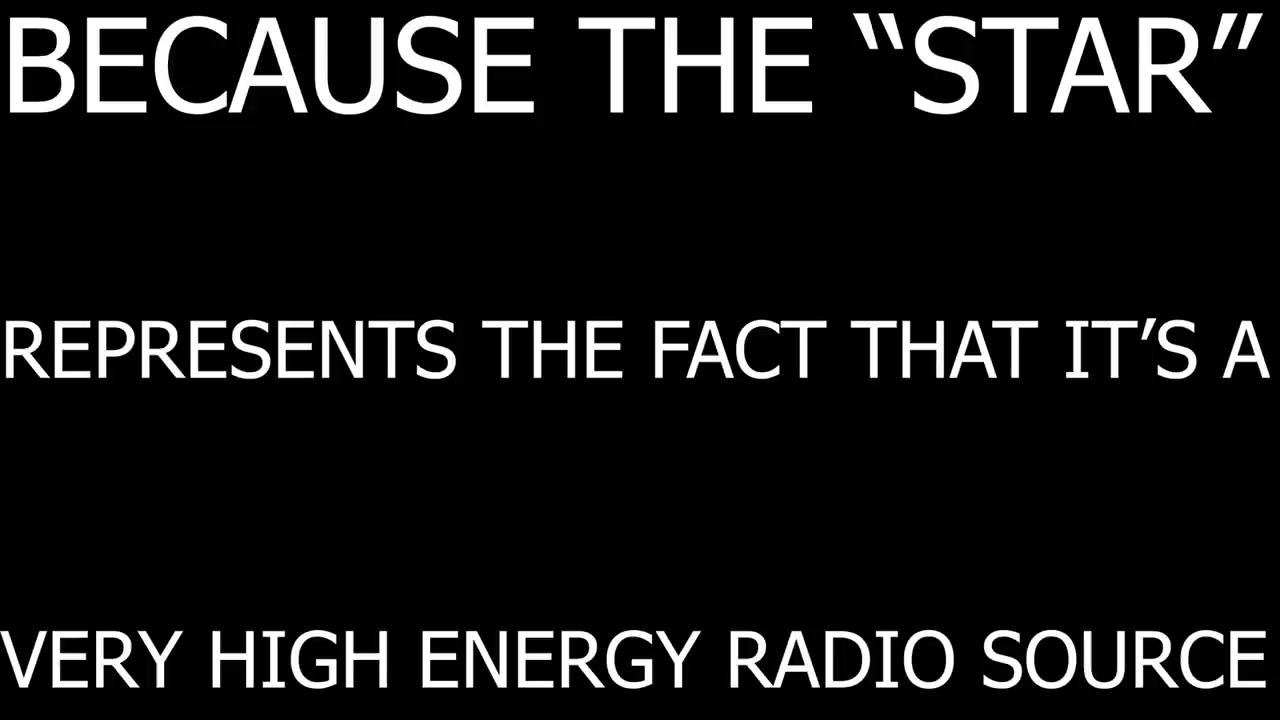 BECAUSE THE “STAR”
REPRESENTS THE FACT THAT IT’S A
VERY HIGH ENERGY RADIO SOURCE